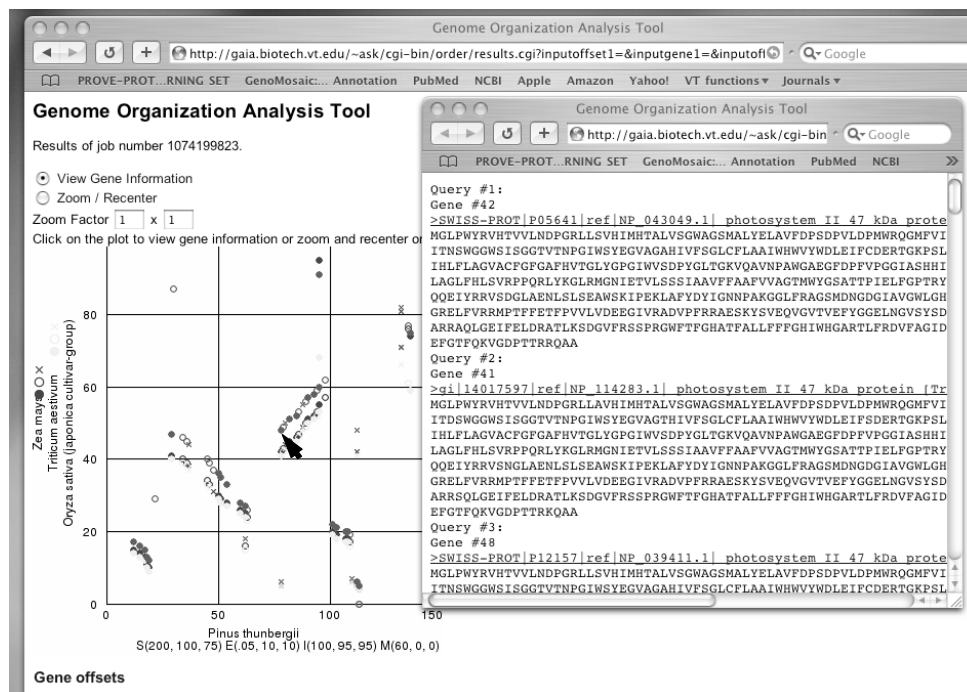 Genome Organization Analysis Tool
http://gaia.biotech.vt.edu/~ask/cgi-bin/order/results.cgi?inputoffset1=&inputgene1=&inputofl
Google
PROVE-PROT...RNING SET GenoMosaic:... Annotation PubMed NCBI Apple Amazon Yahoo! VT functions Journals
Genome Organization Analysis Tool
Results of job number 1074199823.
View Gene Information
Zoom / Recenter
Zoom Factor 1 x 1
Click on the plot to view gene information or zoom and recenter or
80
60
40
20
0
0 50 100 150
Zea mays
Triticum aestivum
Oryza sativa (japonica cultivar-group)
Pinus thunbergii
S(200, 100, 75) E(.05, 10, 10) I(100, 95, 95) M(60, 0, 0)
Gene offsets
Genome Organization Analysis Tool
http://gaia.biotech.vt.edu/~ask/cgi-bin
Google
PROVE-PROT...RNING SET GenoMosaic:... Annotation PubMed NCBI
Query #1:
Gene #42
>SWISS-PROT|P05641|ref|NP_043049.1| photosystem II 47 kDa prote
MGLPWYRVHTVVLNDPGRLLSVHIMHTALVSGWAGSMALYELAVFDPSDPVLDPMWRQGMFVI
ITNSWGGWSISGGTVTNPGIWSYEGVAGAHIVFSGLCFLAAIWHWVYWDLEIFCDERTGKPSL
IHLFLAGVACFGFGAFHVTGLYGPGIWVSDPYGLTGKVQAVNPAWGAEGFDPFVPGGIASHHI
LAGLFHLSVRPPQRLYKGLRMGNIETVLSSSIAAVFFAAFVVAGTMWYGSATTPIELFGPTRY
QQEIYRRVSDGLAENLSLSEAWSKIPEKLAFYDYIGNNPAKGGLFRAGSMDNGDGIAVGWLGH
GRELFVRRMPTFFETFPVVLVDEEGIVRADVPFRRAESKYSVEQVGVTVEFYGGELNGVSYSD
ARRAQLGEIFELDRATLKSDGVFRSSPRGWFTFGHATFALLFFFGHIWHGARTLFRDVFAGID
EFGTFQKVGDPTTRRQAA
Query #2:
Gene #41
>gi|14017597|ref|NP_114283.1| photosystem II 47 kDa protein [Tr
MGLPWYRVHTVVLNDPGRLLAVHIMHTALVSGWAGSMALYELAVFDPSDPVLDPMWRQGMFVI
ITDSWGGWSISGGTVTNPGIWSYEGVAGTHIVFSGLCFLAAIWHWVYWDLEIFCDERTGKPSL
IHLFLAGVACFGFGAFHVTGLYGPGIWVSDPYGLTGKVQAVNPAWGAEGFDPFVPGGIASHHI
LAGLFHLSVRPPQRLYKGLRMGNIETVLSSSIAAVFFAAFVVAGTMWYGSATTPIELFGPTRY
QQEIYRRVSNGLAENLSLSEAWSKIPEKLAFYDYIGNNPAKGGLFRAGSMDNGDGIAVGWLGH
GRELFVRRMPTFFETFPVVLVDEEGIVRADVPFRRAESKYSVEQVGVTVEFYGGELNGVSYSD
ARRSQLGEIFELDRATLKSDGVFRSSPRGWFTFGHATFALLFFFGHIWHGARTLFRDVFAGID
EFGTFQKVGDPTTRKQAA
Query #3:
Gene #48
>SWISS-PROT|P12157|ref|NP_039411.1| photosystem II 47 kDa prote
MGLPWYRVHTVVLNDPGRLLSVHIMHTALVSGWAGSMALYELAVFDPSDPVLDPMWRQGMFVI
ITNSWGGWSISGGTVTNPGIWSYEGVAGAHIVFSGLCFLAAIWHWVYWDLEIFCDERTGKPSL